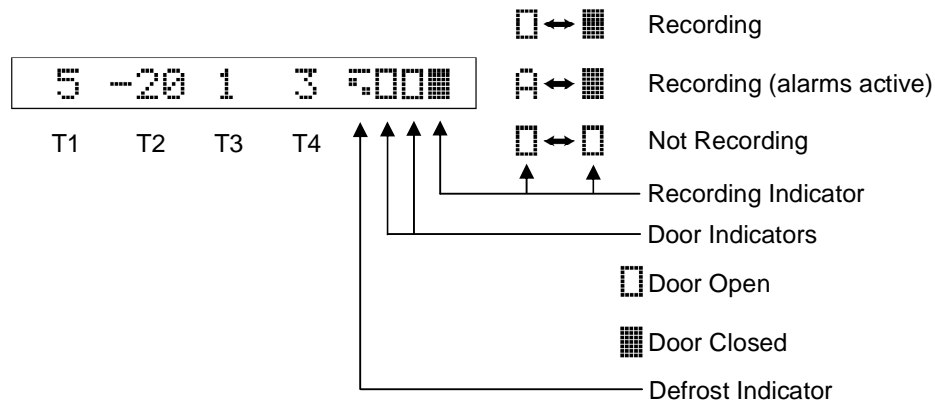 Recording
5 -20 1 3
Recording (alarms active)
A
T1 T2 T3 T4
Not Recording
Recording Indicator
Door Indicators
Door Open
Door Closed
Defrost Indicator